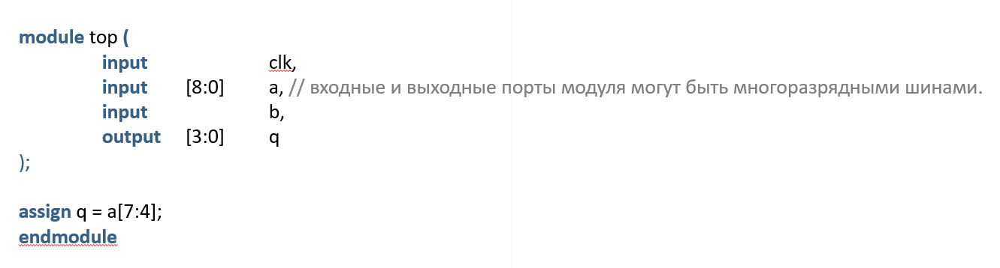 module top (
input clk,
input [8:0] a, // входные и выходные порты модуля могут быть многоразрядными шинами.
input b,
output [3:0] q
);
assign q = a[7:4];
endmodule